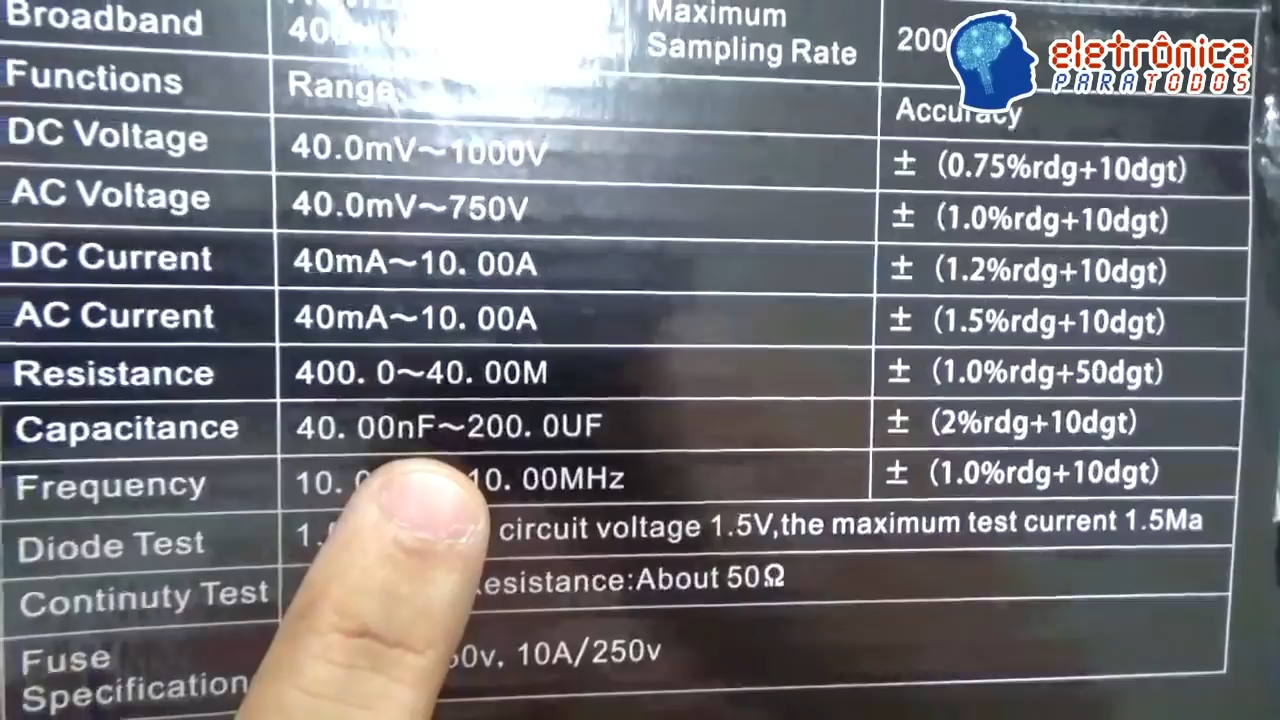 Broadband
Maximum
Sampling Rate
200
eletrônica
PARATODOS
Functions
Range
Accuracy
DC Voltage
40.0mV~1000V
± (0.75%rdg+10dgt)
AC Voltage
40.0mV~750V
± (1.0%rdg+10dgt)
DC Current
40mA~10. 00A
± (1.2%rdg+10dgt)
AC Current
40mA~10. 00A
± (1.5%rdg+10dgt)
Resistance
400. 0~40. 00M
± (1.0%rdg+50dgt)
Capacitance
40. 00nF~200. 0UF
± (2%rdg+10dgt)
Frequency
10. 10. 00MHz
± (1.0%rdg+10dgt)
Diode Test
circuit voltage 1.5V,the maximum test current 1.5Ma
Continuty Test
esistance:About 50Ω
Fuse
Specification
0v, 10A/250v